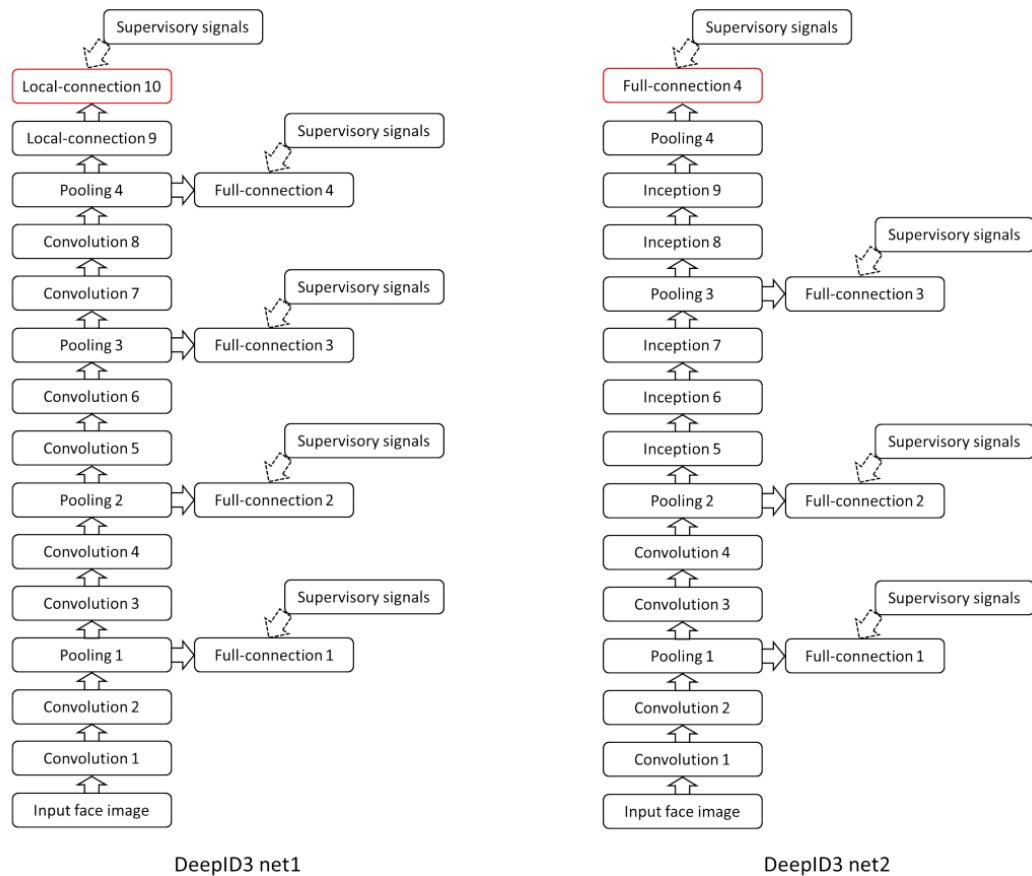 Supervisory signals
Local-connection 10
Local-connection 9
Supervisory signals
Pooling 4
Full-connection 4
Convolution 8
Convolution 7
Supervisory signals
Pooling 3
Full-connection 3
Convolution 6
Convolution 5
Supervisory signals
Pooling 2
Full-connection 2
Convolution 4
Convolution 3
Supervisory signals
Pooling 1
Full-connection 1
Convolution 2
Convolution 1
Input face image
DeepID3 net1
Supervisory signals
Full-connection 4
Pooling 4
Inception 9
Inception 8
Supervisory signals
Pooling 3
Full-connection 3
Inception 7
Inception 6
Inception 5
Supervisory signals
Pooling 2
Full-connection 2
Convolution 4
Convolution 3
Supervisory signals
Pooling 1
Full-connection 1
Convolution 2
Convolution 1
Input face image
DeepID3 net2